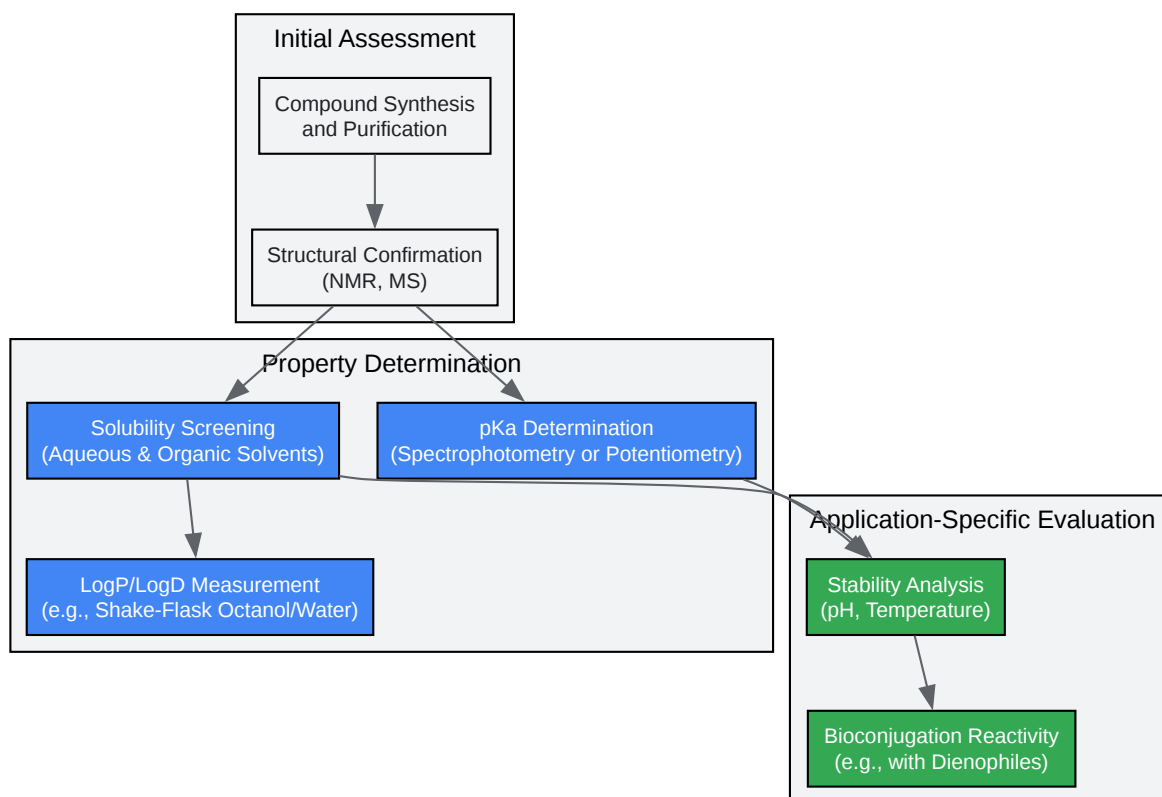 Initial Assessment
Compound Synthesis
and Purification
Structural Confirmation
(NMR, MS)
Property Determination
Solubility Screening
(Aqueous & Organic Solvents)
pKa Determination
(Spectrophotometry or Potentiometry)
LogP/LogD Measurement
(e.g., Shake-Flask Octanol/Water)
Application-Specific Evaluation
Stability Analysis
(pH, Temperature)
Bioconjugation Reactivity
(e.g., with Dienophiles)